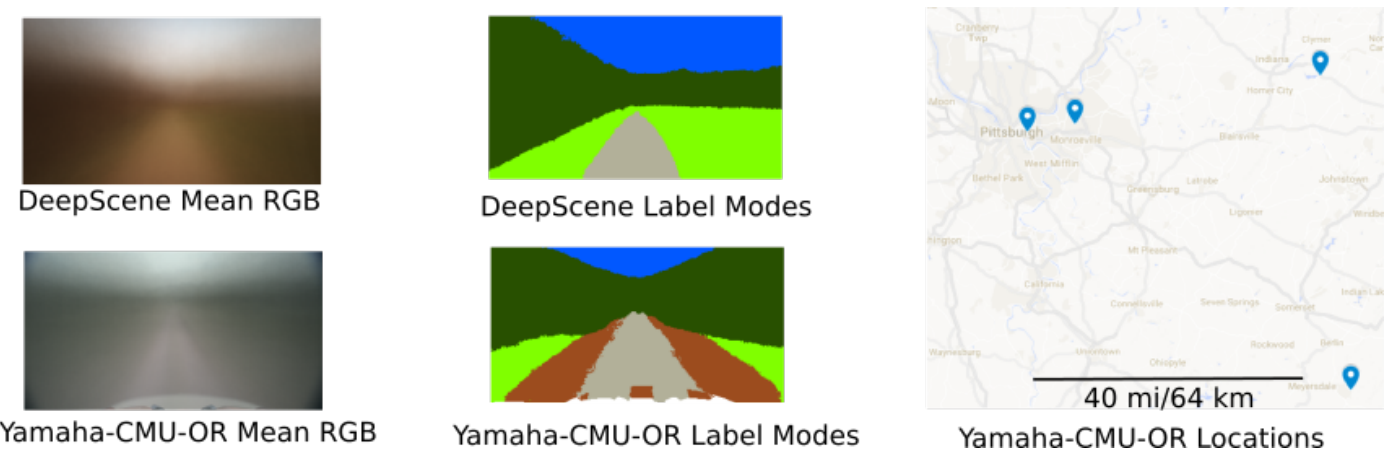 DeepScene Mean RGB
DeepScene Label Modes
Yamaha-CMU-OR Mean RGB
Yamaha-CMU-OR Label Modes
Cranberry
Twp
Clymer
Indiana
Homer City
Moon
Pittsburgh
Monroeville
Blairsville
West Mifflin
Bethel Park
Greensburg
Latrobe
Johnstown
Ligonier
Mt Pleasant
California
Connellsville
Seven Springs
Somerset
Indian Lak
Waynesburg
Uniontown
Ohiopyle
Rockwood
Berlin
Meyersdale
40 mi/64 km
Yamaha-CMU-OR Locations